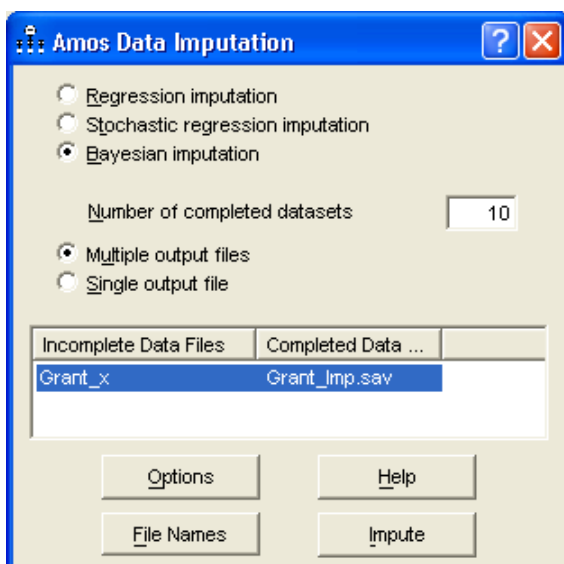 Amos Data Imputation
Regression imputation
Stochastic regression imputation
Bayesian imputation
Number of completed datasets 10
Multiple output files
Single output file
Incomplete Data Files Completed Data ...
Grant_x Grant_Imp.sav
Options Help
File Names Impute